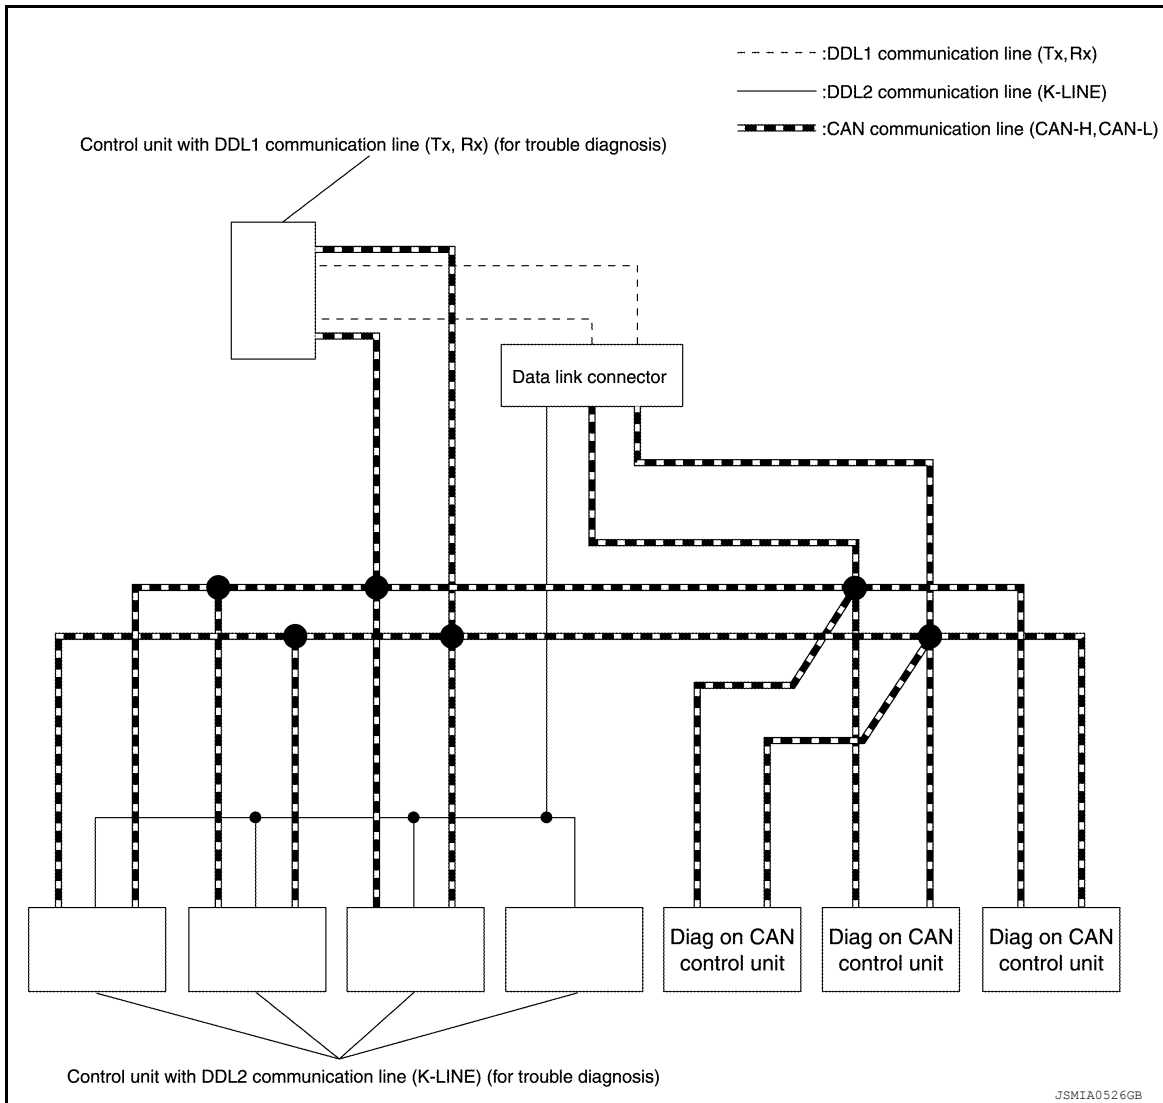 :DDL1 communication line (Tx,Rx)
:DDL2 communication line (K-LINE)
:CAN communication line (CAN-H,CAN-L)
Control unit with DDL1 communication line (Tx, Rx) (for trouble diagnosis)
Data link connector
Diag on CAN
control unit
Diag on CAN
control unit
Diag on CAN
control unit
Control unit with DDL2 communication line (K-LINE) (for trouble diagnosis)
JSMIA0526GB